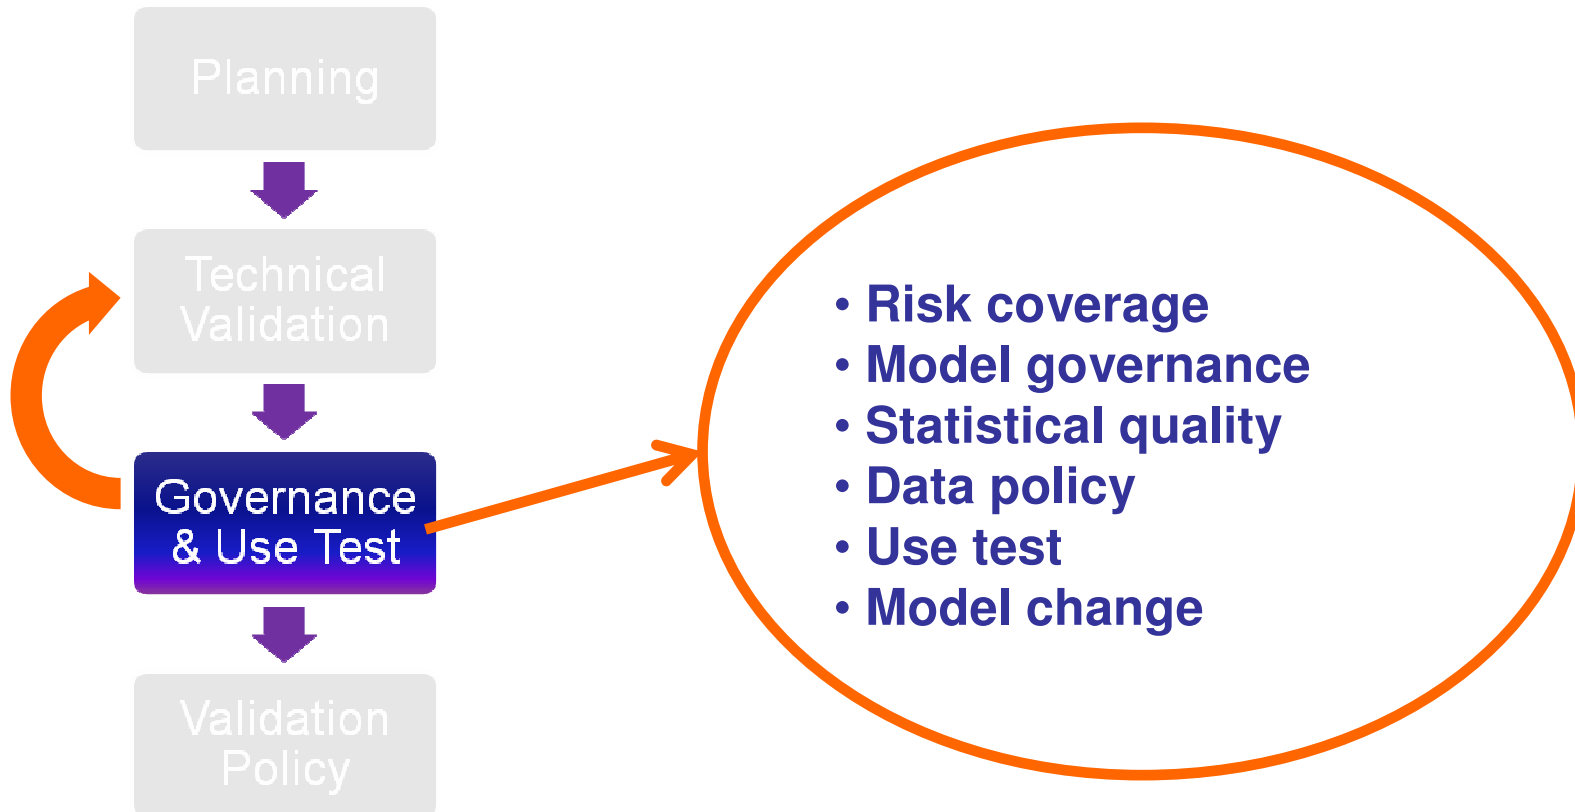 Planning
Technical
Validation
Governance
& Use Test
Validation
Policy
• Risk coverage
• Model governance
• Statistical quality
• Data policy
• Use test
• Model change